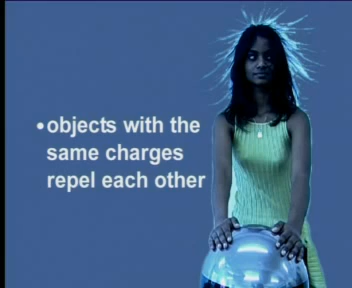 •objects with the
same charges
repel each other